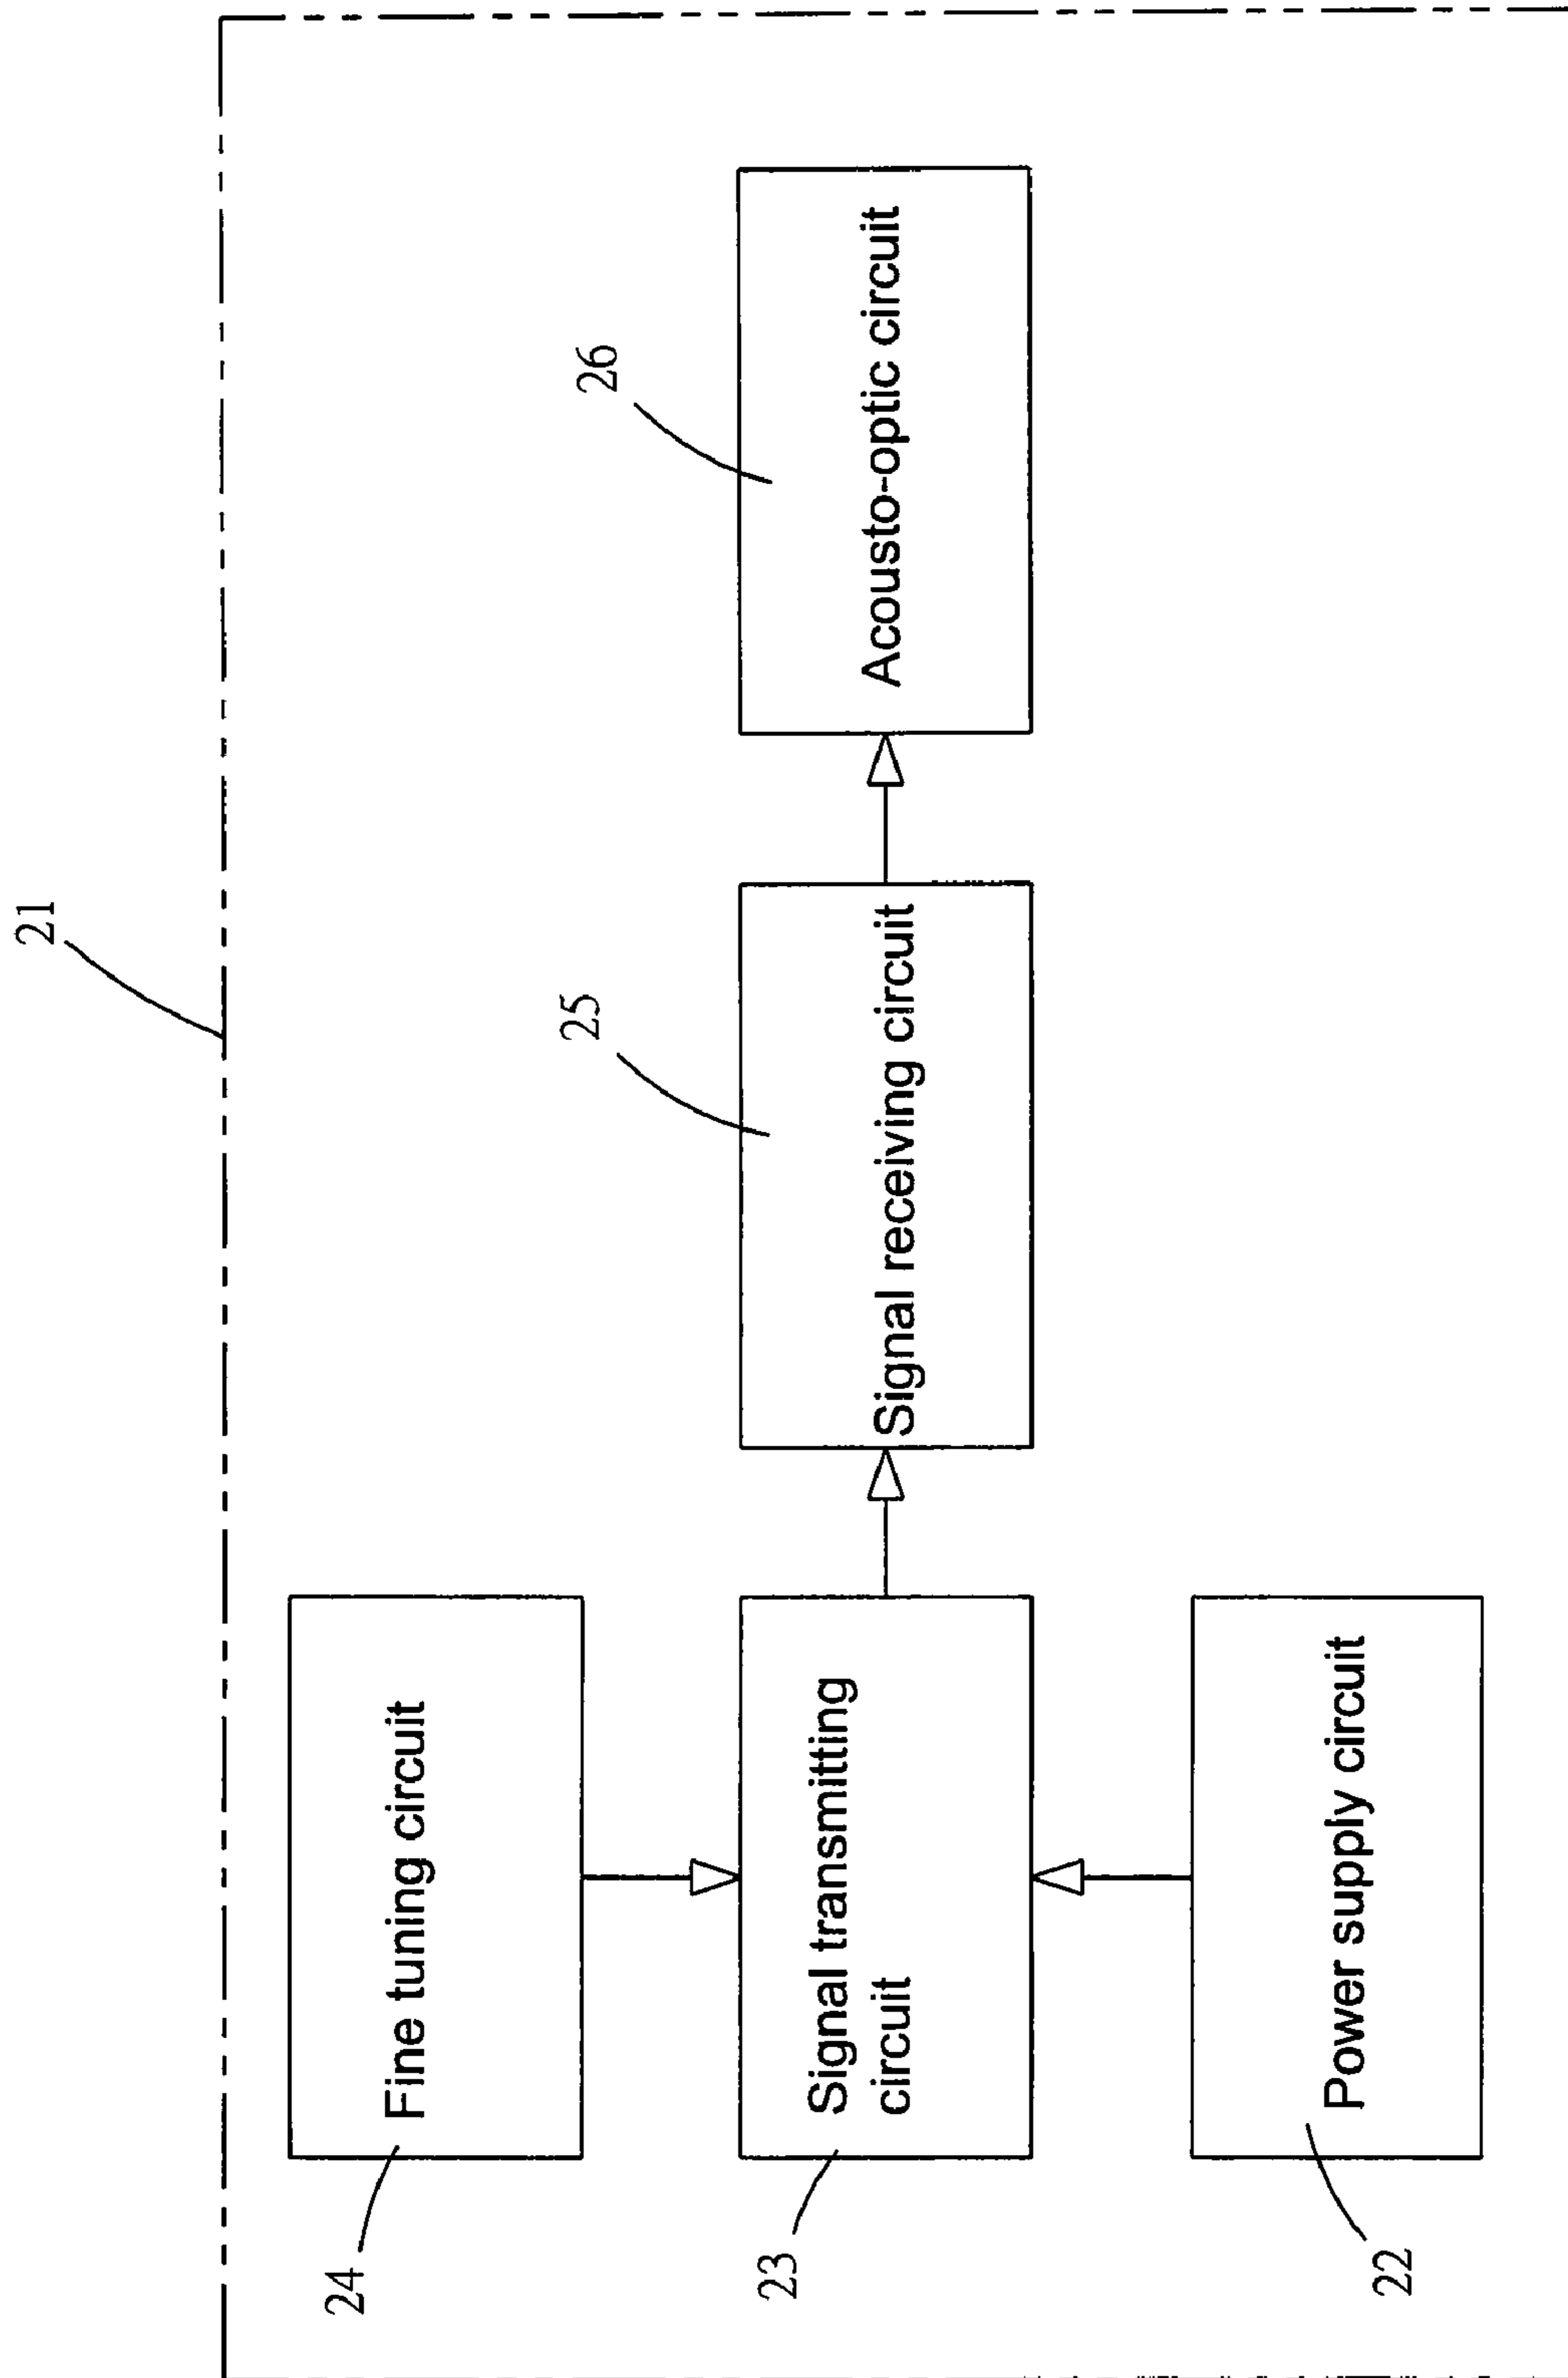 21
24
Fine tuning circuit
23
Signal transmitting
circuit
25
Signal receiving circuit
26
Acousto-optic circuit
22
Power supply circuit